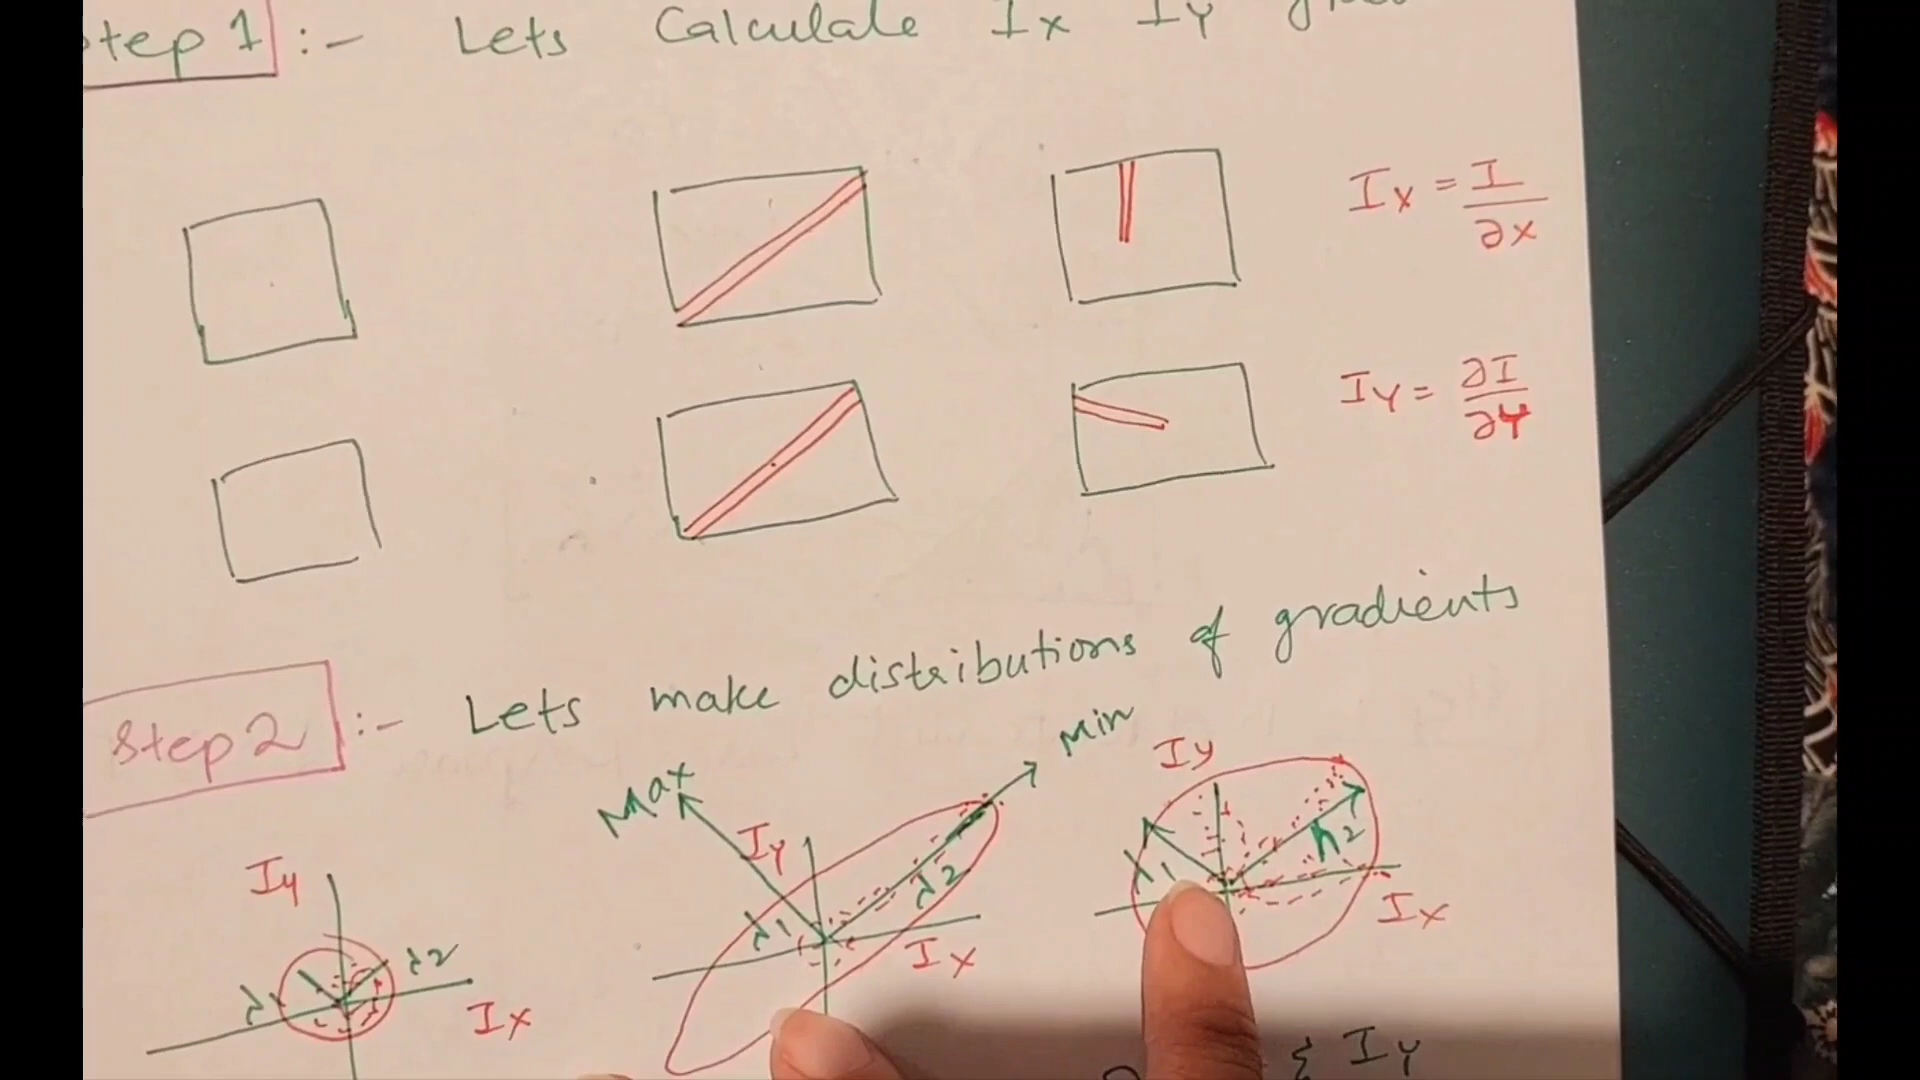 Step 1 :- Lets Calculate Ix Iy
Ix = I / ∂x
Iy = ∂I / ∂y
Step 2 :- Lets make distributions of gradients
Iy
λ1
λ2
Ix
Max
Min
Iy
λ1
λ2
Ix
Iy
λ1
λ2
Ix
& Iy